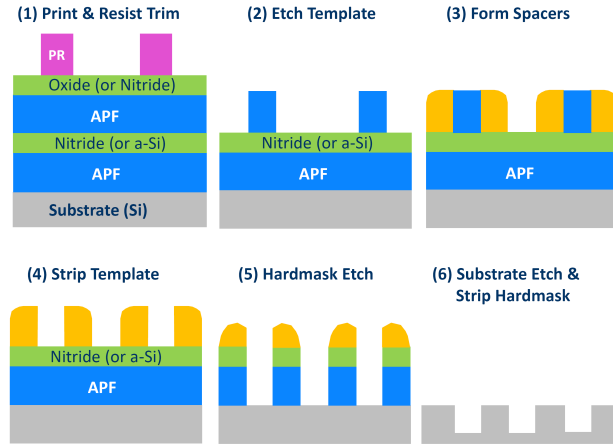 (1) Print & Resist Trim
PR
Oxide (or Nitride)
APF
Nitride (or a-Si)
APF
Substrate (Si)
(2) Etch Template
Nitride (or a-Si)
APF
(3) Form Spacers
APF
(4) Strip Template
Nitride (or a-Si)
APF
(5) Hardmask Etch
(6) Substrate Etch &
Strip Hardmask